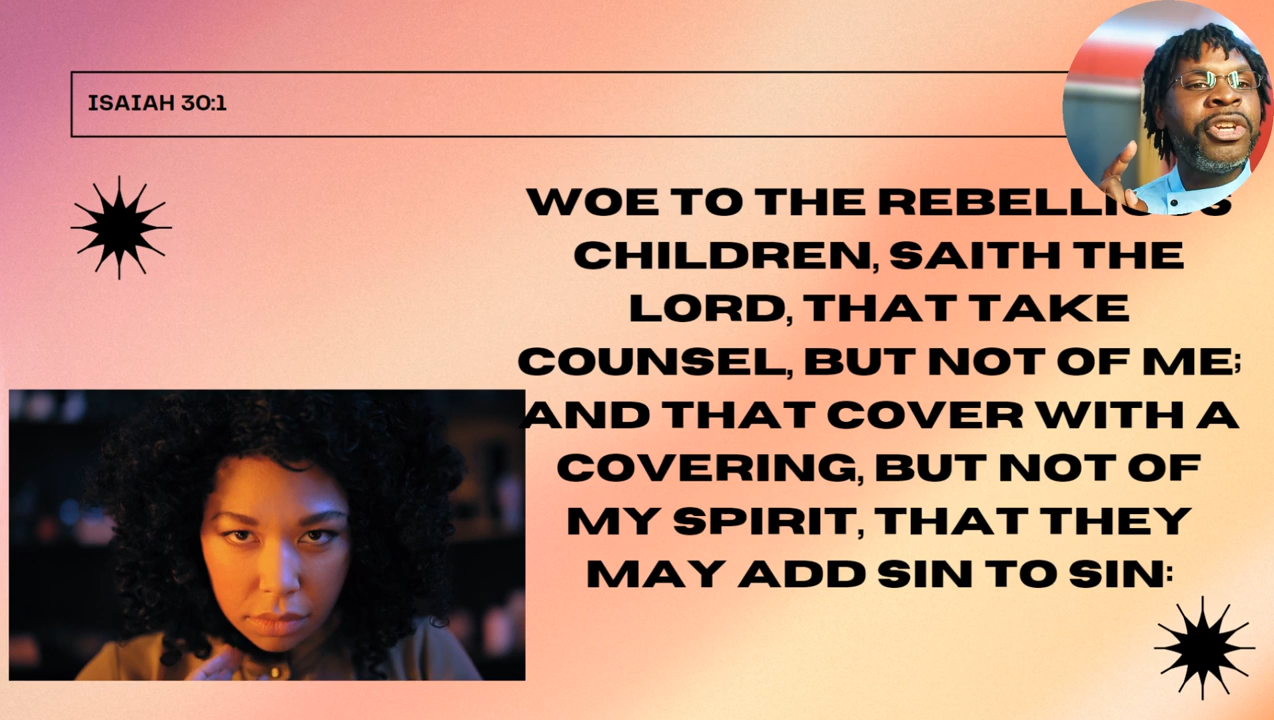 ISAIAH 30:1
WOE TO THE REBELLIOUS
CHILDREN, SAITH THE
LORD, THAT TAKE
COUNSEL, BUT NOT OF ME;
AND THAT COVER WITH A
COVERING, BUT NOT OF
MY SPIRIT, THAT THEY
MAY ADD SIN TO SIN: